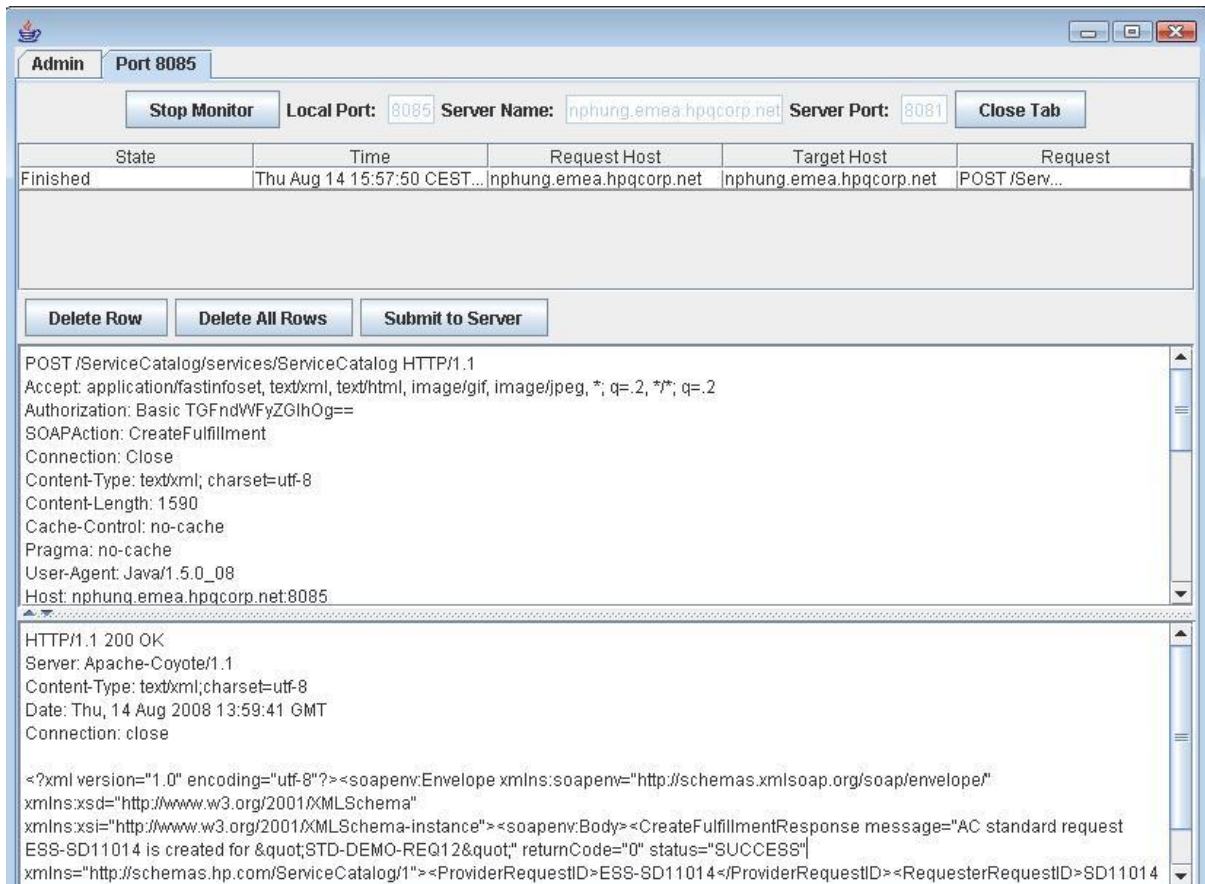 Admin Port 8085
Stop Monitor Local Port: 8085 Server Name: nphung.emea.hpqcorp.net Server Port: 8081 Close Tab
State Time Request Host Target Host Request
Finished Thu Aug 14 15:57:50 CEST... nphung.emea.hpqcorp.net nphung.emea.hpqcorp.net POST /Serv...
Delete Row Delete All Rows Submit to Server
POST /ServiceCatalog/services/ServiceCatalog HTTP/1.1
Accept: application/fastinfoset, text/xml, text/html, image/gif, image/jpeg, *; q=.2, */*; q=.2
Authorization: Basic TGFndWFyZGlhOg==
SOAPAction: CreateFulfillment
Connection: Close
Content-Type: text/xml; charset=utf-8
Content-Length: 1590
Cache-Control: no-cache
Pragma: no-cache
User-Agent: Java/1.5.0_08
Host: nphung.emea.hpqcorp.net:8085
HTTP/1.1 200 OK
Server: Apache-Coyote/1.1
Content-Type: text/xml;charset=utf-8
Date: Thu, 14 Aug 2008 13:59:41 GMT
Connection: close
<?xml version="1.0" encoding="utf-8"?><soapenv:Envelope xmlns:soapenv="http://schemas.xmlsoap.org/soap/envelope/"
xmlns:xsd="http://www.w3.org/2001/XMLSchema"
xmlns:xsi="http://www.w3.org/2001/XMLSchema-instance"><soapenv:Body><CreateFulfillmentResponse message="AC standard request
ESS-SD11014 is created for &quot;STD-DEMO-REQ12&quot;" returnCode="0" status="SUCCESS"
xmlns="http://schemas.hp.com/ServiceCatalog/1"><ProviderRequestID>ESS-SD11014</ProviderRequestID><RequesterRequestID>SD11014